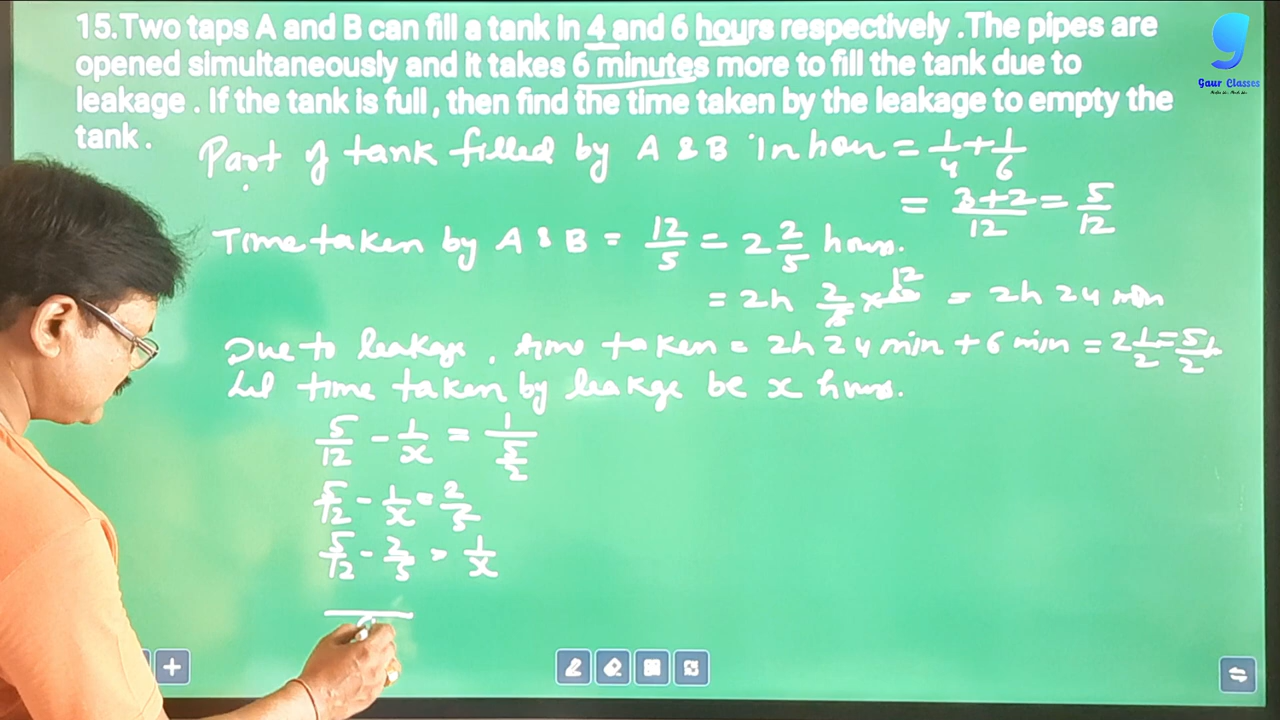 15.Two taps A and B can fill a tank in 4 and 6 hours respectively .The pipes are
opened simultaneously and it takes 6 minutes more to fill the tank due to
leakage . If the tank is full , then find the time taken by the leakage to empty the
tank .
Gaur Classes
Part of tank filled by A & B in hour = 1/4 + 1/6
= 3+2/12 = 5/12
Time taken by A & B = 12/5 = 2 2/5 hours.
= 2h 2/5 × 12 = 2h 24 min
Due to leakage, time taken = 2h 24 min + 6 min = 2 1/2 = 5/2 h
Let time taken by leakge be x hours.
5/12 - 1/x = 1/5/2
5/12 - 1/x = 2/5
5/12 - 2/5 = 1/x